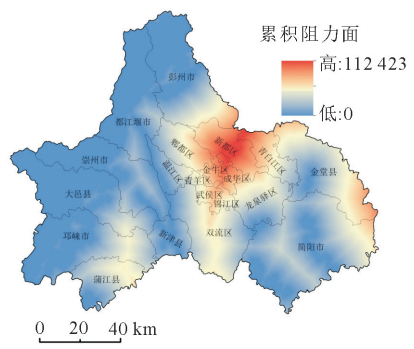 累积阻力面
高:112 423
低:0
彭州市
都江堰市
郫都区
新都区
青白江区
崇州市
温江区
金牛区
金堂县
青羊区
成华区
大邑县
武侯区
锦江区
龙泉驿区
邛崃市
新津县
双流区
简阳市
蒲江县
0 20 40 km